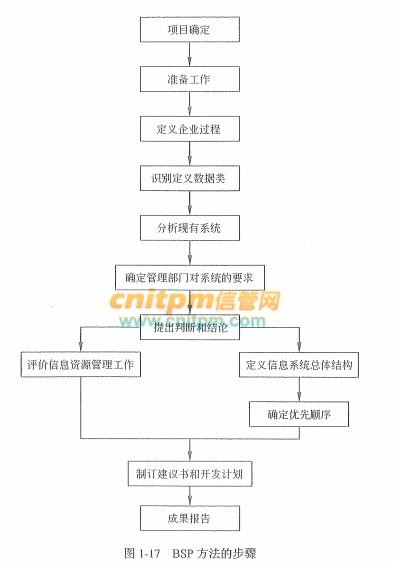 项目确定
准备工作
定义企业过程
识别定义数据类
分析现有系统
确定管理部门对系统的要求
cnitpm信管网
www.cnitpm.com
提出判断和结论
评价信息资源管理工作
定义信息系统总体结构
确定优先顺序
制订建议书和开发计划
成果报告
图 1-17 BSP 方法的步骤